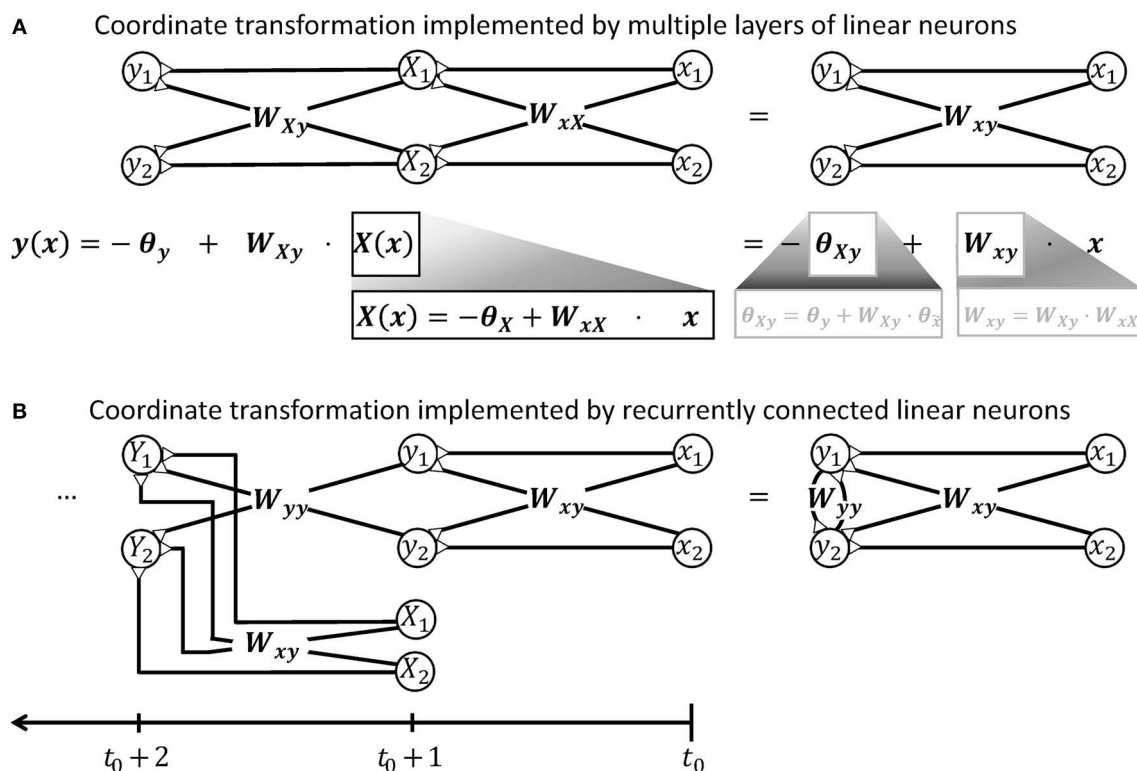 A Coordinate transformation implemented by multiple layers of linear neurons
y₁ X₁ x₁ y₁ x₁
W_Xy W_xX = W_xy
y₂ X₂ x₂ y₂ x₂
y(x) = − θ_y + W_Xy · X(x) = − θ_Xy + W_xy · x
X(x) = −θ_X + W_xX · x θ_Xy = θ_y + W_Xy · θ_x̃ W_xy = W_Xy · W_xX
B Coordinate transformation implemented by recurrently connected linear neurons
Y₁ y₁ x₁ y₁ x₁
... W_yy W_xy = W_yy W_xy
Y₂ y₂ x₂ y₂ x₂
X₁
W_xy
X₂
t₀ + 2 t₀ + 1 t₀